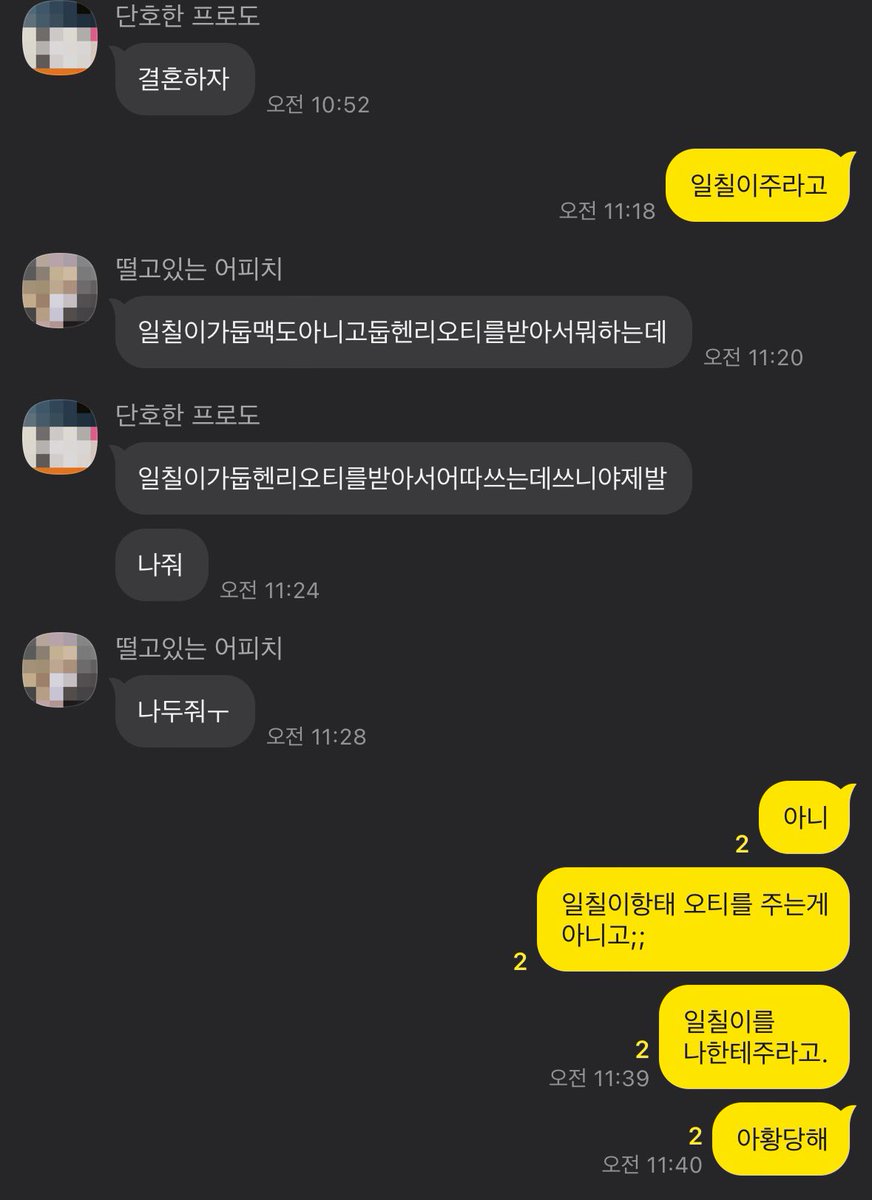 단호한 프로도
결혼하자
오전 10:52
일칠이주라고
오전 11:18
떨고있는 어피치
일칠이가둡맥도아니고둡헨리오티를받아서뭐하는데
오전 11:20
단호한 프로도
일칠이가둡헨리오티를받아서어따쓰는데쓰니야제발
나줘
오전 11:24
떨고있는 어피치
나두줘ㅜ
오전 11:28
아니
2
일칠이항태 오티를 주는게
아니고;;
2
일칠이를
나한테주라고.
2
오전 11:39
아황당해
2
오전 11:40